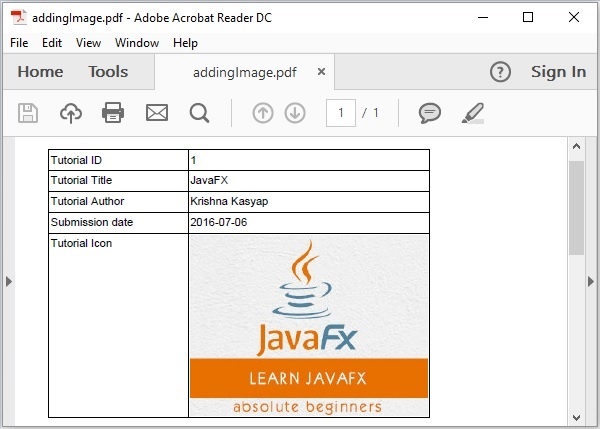 addingImage.pdf - Adobe Acrobat Reader DC
File Edit View Window Help
Home Tools addingImage.pdf × ? Sign In
1 / 1
Tutorial ID 1
Tutorial Title JavaFX
Tutorial Author Krishna Kasyap
Submission date 2016-07-06
Tutorial Icon
JavaFx
LEARN JAVAFX
absolute beginners